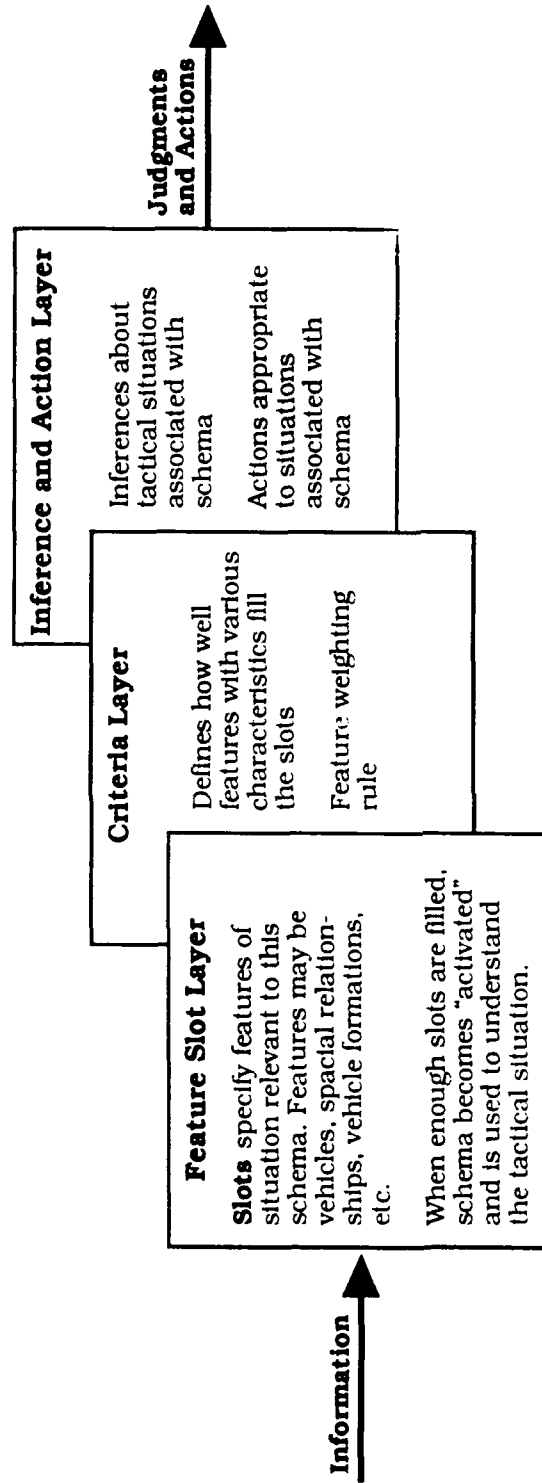 Information
Feature Slot Layer
Slots specify features of
situation relevant to this
schema. Features may be
vehicles, spacial relation-
ships, vehicle formations,
etc.
When enough slots are filled,
schema becomes “activated”
and is used to understand
the tactical situation.
Criteria Layer
Defines how well
features with various
characteristics fill
the slots
Feature weighting
rule
Inference and Action Layer
Inferences about
tactical situations
associated with
schema
Actions appropriate
to situations
associated with
schema
Judgments
and Actions